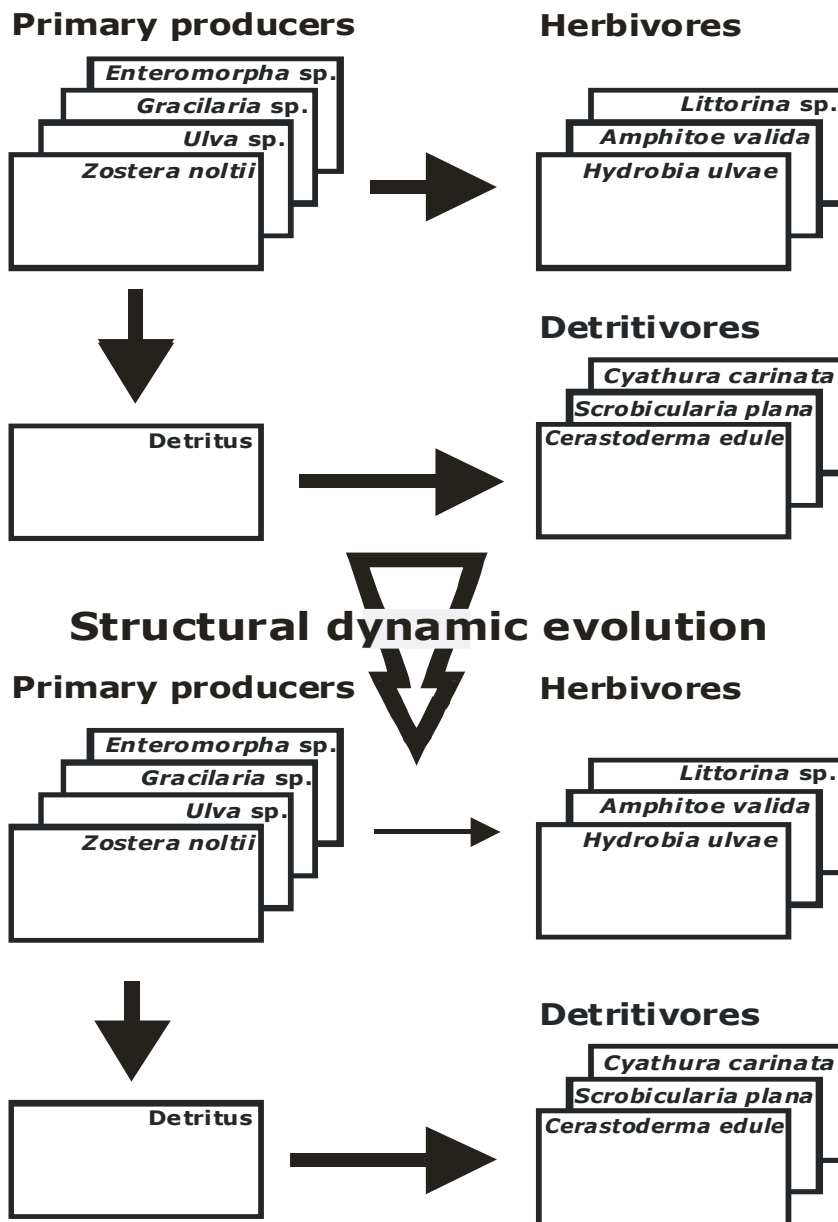 Primary producers
Herbivores
Enteromorpha sp.
Gracilaria sp.
Ulva sp.
Zostera noltii
Littorina sp.
Amphitoe valida
Hydrobia ulvae
Detritivores
Cyathura carinata
Scrobicularia plana
Cerastoderma edule
Detritus
Structural dynamic evolution
Primary producers
Herbivores
Enteromorpha sp.
Gracilaria sp.
Ulva sp.
Zostera noltii
Littorina sp.
Amphitoe valida
Hydrobia ulvae
Detritivores
Cyathura carinata
Scrobicularia plana
Cerastoderma edule
Detritus